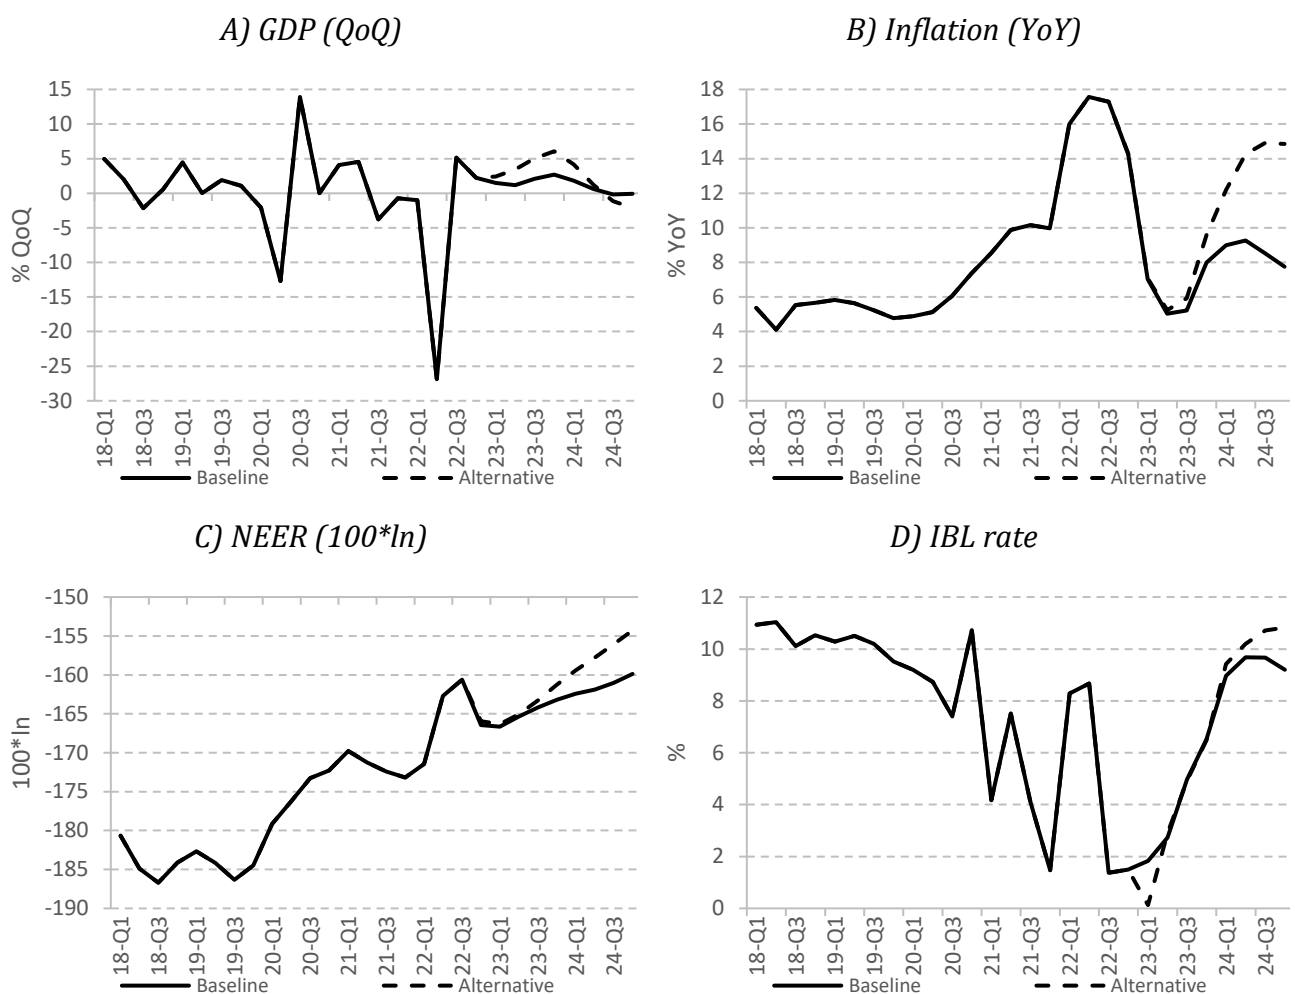 A) GDP (QoQ)
% QoQ
15
10
5
0
-5
-10
-15
-20
-25
-30
18-Q1
18-Q3
19-Q1
19-Q3
20-Q1
20-Q3
21-Q1
21-Q3
22-Q1
22-Q3
23-Q1
23-Q3
24-Q1
24-Q3
Baseline
Alternative
B) Inflation (YoY)
% YoY
18
16
14
12
10
8
6
4
2
0
18-Q1
18-Q3
19-Q1
19-Q3
20-Q1
20-Q3
21-Q1
21-Q3
22-Q1
22-Q3
23-Q1
23-Q3
24-Q1
24-Q3
Baseline
Alternative
C) NEER (100*ln)
100*ln
-150
-155
-160
-165
-170
-175
-180
-185
-190
18-Q1
18-Q3
19-Q1
19-Q3
20-Q1
20-Q3
21-Q1
21-Q3
22-Q1
22-Q3
23-Q1
23-Q3
24-Q1
24-Q3
Baseline
Alternative
D) IBL rate
%
12
10
8
6
4
2
0
18-Q1
18-Q3
19-Q1
19-Q3
20-Q1
20-Q3
21-Q1
21-Q3
22-Q1
22-Q3
23-Q1
23-Q3
24-Q1
24-Q3
Baseline
Alternative